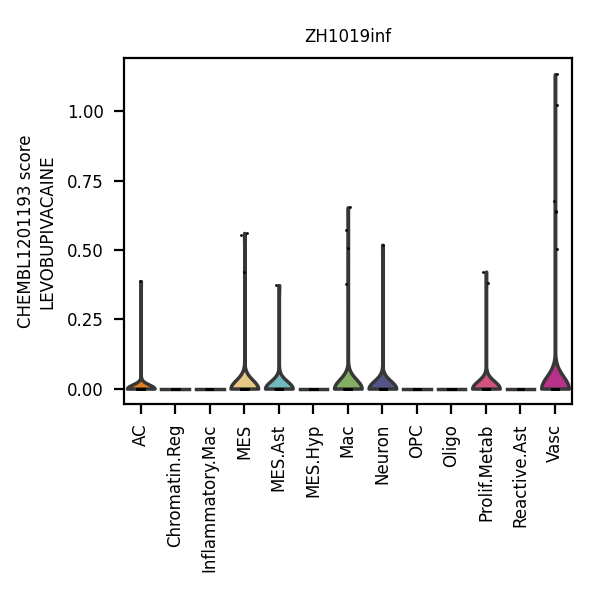 ZH1019inf
CHEMBL1201193 score
LEVOBUPIVACAINE
1.00
0.75
0.50
0.25
0.00
AC
Chromatin.Reg
Inflammatory.Mac
MES
MES.Ast
MES.Hyp
Mac
Neuron
OPC
Oligo
Prolif.Metab
Reactive.Ast
Vasc